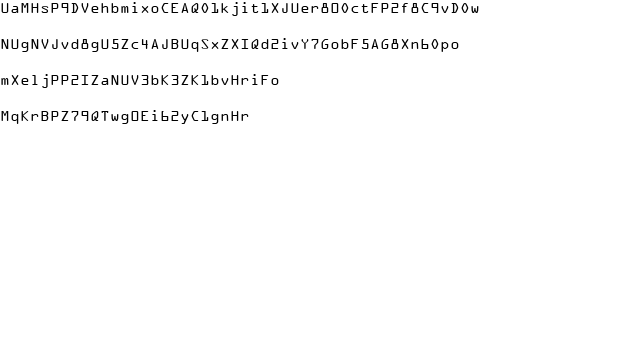 UaMHsP9DVehbmixoCEAQ01kjit1XJUer8O0ctFP2f8C9vD0w
NUgNVJvd8gU5Zc4AJBUqSxZXIQd2ivY7GobF5AG8Xn60po
mXeljPP2IZaNUV3bK3ZK1bvHriFo
MqKrBPZ79QTwgOEi62yC1gnHr